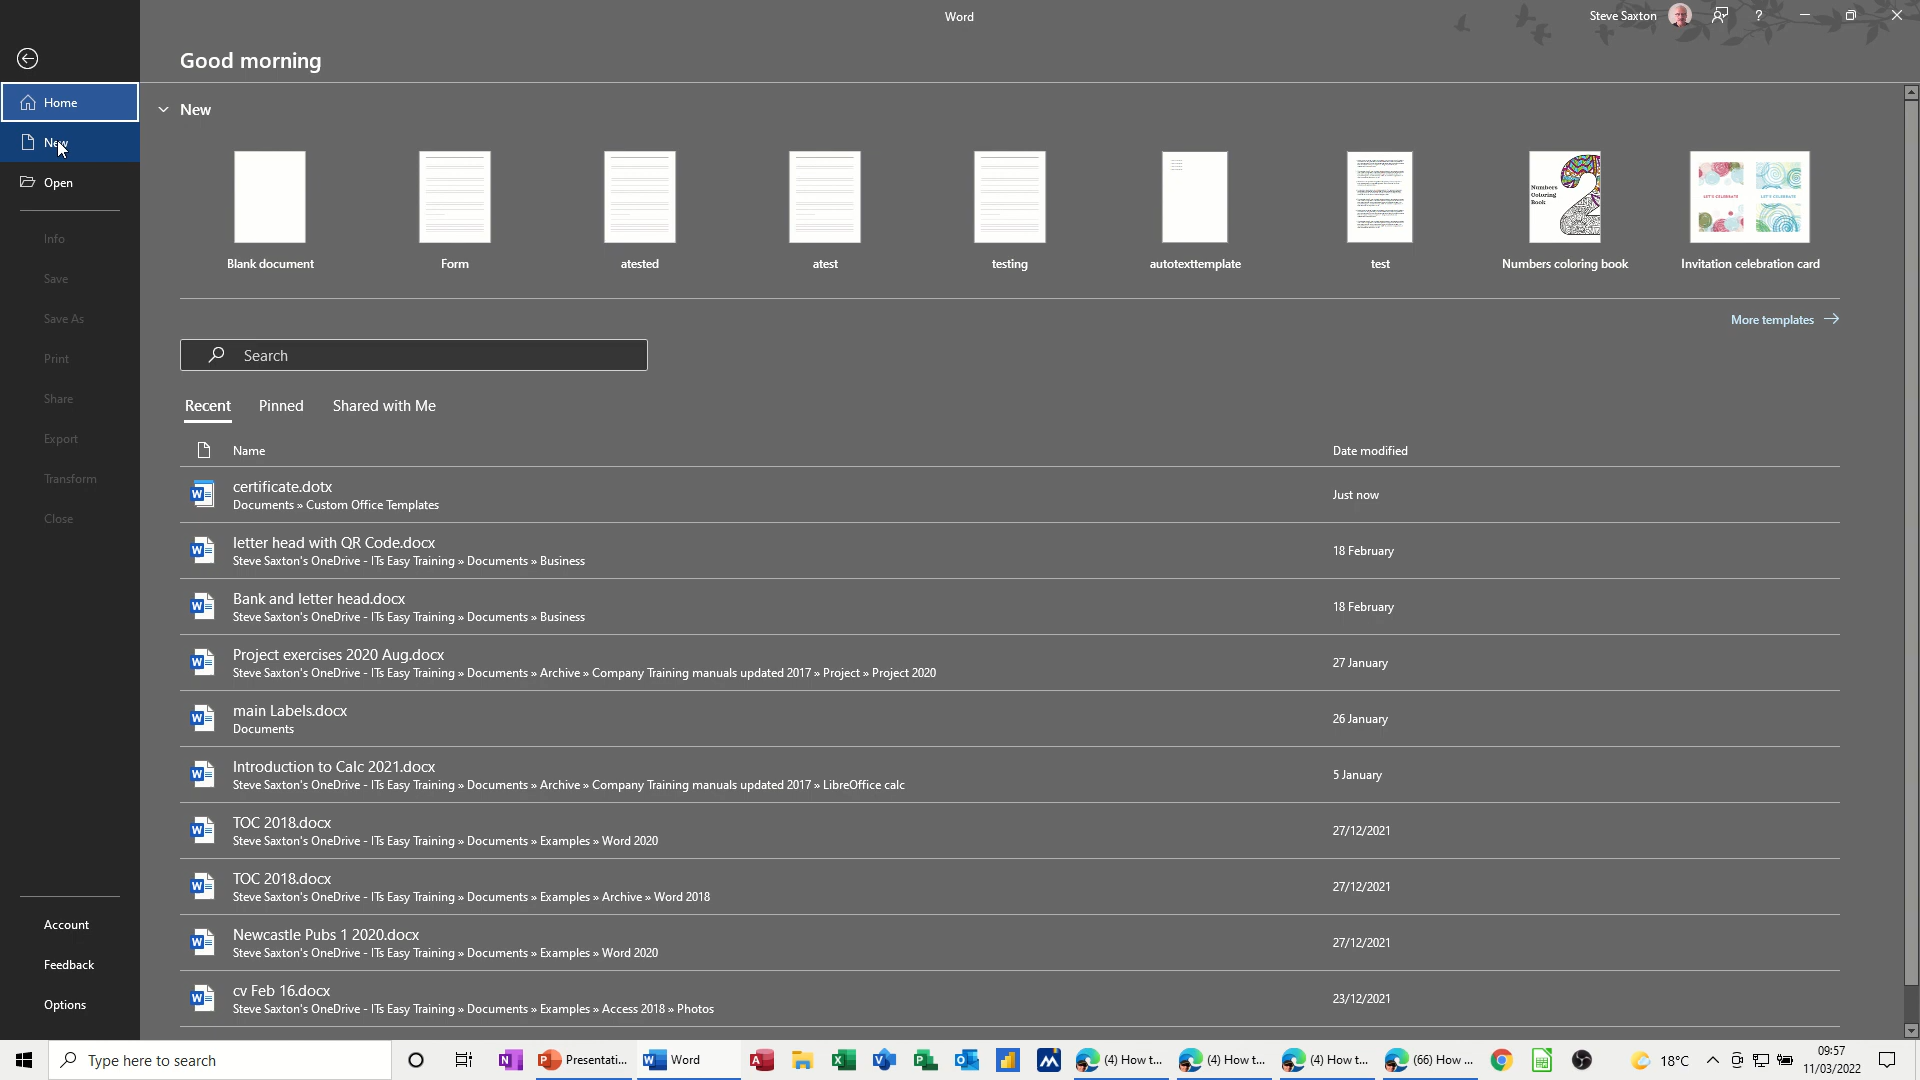 Word
Steve Saxton
?
Good morning
Home
New
Open
Info
Save
Save As
Print
Share
Export
Transform
Close
Account
Feedback
Options
New
Numbers
Coloring
Book
LET'S CELEBRATE
LET'S CELEBRATE
Blank document
Form
atested
atest
testing
autotexttemplate
test
Numbers coloring book
Invitation celebration card
More templates
Search
Recent Pinned Shared with Me
Name Date modified
certificate.dotx
Documents » Custom Office Templates
Just now
letter head with QR Code.docx
Steve Saxton's OneDrive - ITs Easy Training » Documents » Business
18 February
Bank and letter head.docx
Steve Saxton's OneDrive - ITs Easy Training » Documents » Business
18 February
Project exercises 2020 Aug.docx
Steve Saxton's OneDrive - ITs Easy Training » Documents » Archive » Company Training manuals updated 2017 » Project » Project 2020
27 January
main Labels.docx
Documents
26 January
Introduction to Calc 2021.docx
Steve Saxton's OneDrive - ITs Easy Training » Documents » Archive » Company Training manuals updated 2017 » LibreOffice calc
5 January
TOC 2018.docx
Steve Saxton's OneDrive - ITs Easy Training » Documents » Examples » Word 2020
27/12/2021
TOC 2018.docx
Steve Saxton's OneDrive - ITs Easy Training » Documents » Examples » Archive » Word 2018
27/12/2021
Newcastle Pubs 1 2020.docx
Steve Saxton's OneDrive - ITs Easy Training » Documents » Examples » Word 2020
27/12/2021
cv Feb 16.docx
Steve Saxton's OneDrive - ITs Easy Training » Documents » Examples » Access 2018 » Photos
23/12/2021
Type here to search
Presentati...
Word
(4) How t...
(4) How t...
(4) How t...
(66) How ...
18°C
09:57
11/03/2022